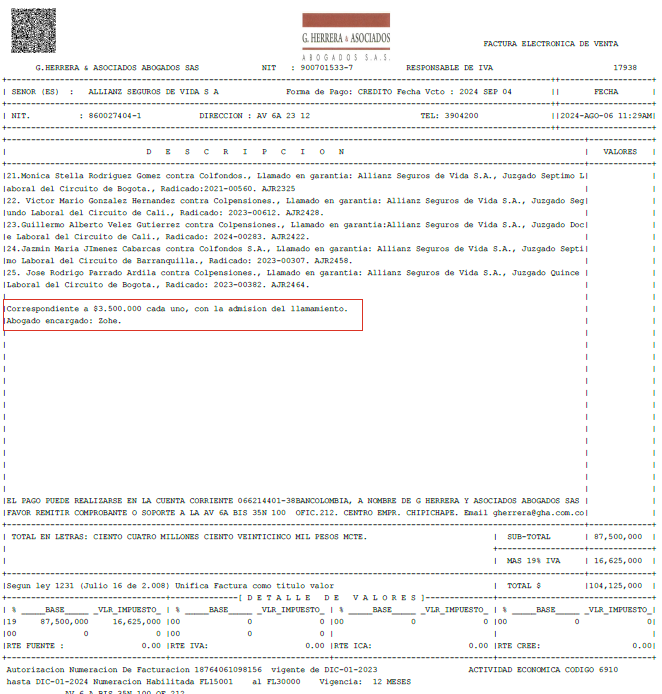 G. HERRERA & ASOCIADOS
ABOGADOS S.A.S.
FACTURA ELECTRONICA DE VENTA
G.HERRERA & ASOCIADOS ABOGADOS SAS NIT : 900701533-7 RESPONSABLE DE IVA 17938
SENOR (ES) : ALLIANZ SEGUROS DE VIDA S A Forma de Pago: CREDITO Fecha Vcto : 2024 SEP 04 FECHA
NIT. : 860027404-1 DIRECCION : AV 6A 23 12 TEL: 3904200 2024-AGO-06 11:29AM
D E S C R I P C I O N VALORES
21.Monica Stella Rodriguez Gomez contra Colfondos., Llamado en garantia: Allianz Seguros de Vida S.A., Juzgado Septimo L
aboral del Circuito de Bogota., Radicado:2021-00560. AJR2325
22. Victor Mario Gonzalez Hernandez contra Colpensiones., Llamado en garantia: Allianz Seguros de Vida S.A., Juzgado Seg
undo Laboral del Circuito de Cali., Radicado: 2023-00612. AJR2428.
23.Guillermo Alberto Velez Gutierrez contra Colpensiones., Llamado en garantia:Allianz Seguros de Vida S.A., Juzgado Doc
e Laboral del Circuito de Cali., Radicado: 2024-00283. AJR2422.
24.Jazmin Maria JImenez Cabarcas contra Colfondos S.A., Llamado en garantia: Allianz Seguros de Vida S.A., Juzgado Septi
mo Laboral del Circuito de Barranquilla., Radicado: 2023-00307. AJR2458.
25. Jose Rodrigo Parrado Ardila contra Colpensiones., Llamado en garantia: Allianz Seguros de Vida S.A., Juzgado Quince
Laboral del Circuito de Bogota., Radicado: 2023-00382. AJR2464.
Correspondiente a $3.500.000 cada uno, con la admision del llamamiento.
Abogado encargado: Zohe.
EL PAGO PUEDE REALIZARSE EN LA CUENTA CORRIENTE 066214401-38BANCOLOMBIA, A NOMBRE DE G HERRERA Y ASOCIADOS ABOGADOS SAS
FAVOR REMITIR COMPROBANTE O SOPORTE A LA AV 6A BIS 35N 100 OFIC.212. CENTRO EMPR. CHIPICHAPE. Email gherrera@gha.com.co
TOTAL EN LETRAS: CIENTO CUATRO MILLONES CIENTO VEINTICINCO MIL PESOS MCTE. SUB-TOTAL 87,500,000
MAS 19% IVA 16,625,000
Segun ley 1231 (Julio 16 de 2.008) Unifica Factura como titulo valor TOTAL $ 104,125,000
[ D E T A L L E D E V A L O R E S ]
% BASE VLR_IMPUESTO % BASE VLR_IMPUESTO % BASE VLR_IMPUESTO % BASE VLR_IMPUESTO
19 87,500,000 16,625,000 00 0 0 00 0 0 00 0 0
00 0 0 00 0 0
RTE FUENTE : 0.00 RTE IVA: 0.00 RTE ICA: 0.00 RTE CREE: 0.00
Autorizacion Numeracion De Facturacion 18764061098156 vigente de DIC-01-2023 ACTIVIDAD ECONOMICA CODIGO 6910
hasta DIC-01-2024 Numeracion Habilitada FL15001 al FL30000 Vigencia: 12 MESES
AV 6 A BIS 35N 100 OF 212